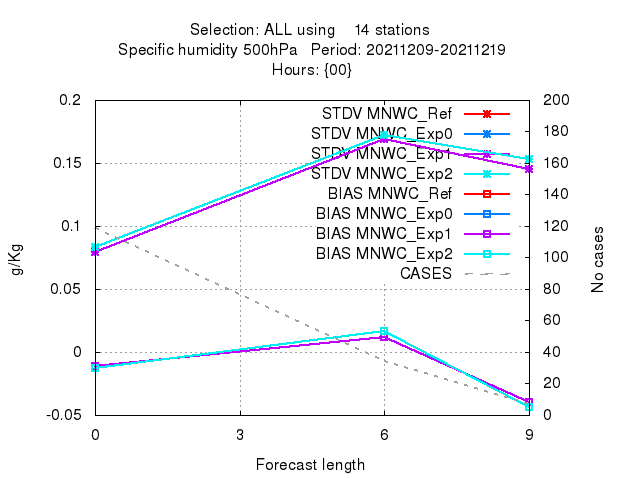 Selection: ALL using    14 stations
Specific humidity 500hPa   Period: 20211209-20211219
Hours: {00}
0.2
0.15
0.1
0.05
0
-0.05
g/Kg
STDV MNWC_Ref
STDV MNWC_Exp0
STDV MNWC_Exp1
STDV MNWC_Exp2
BIAS MNWC_Ref
BIAS MNWC_Exp0
BIAS MNWC_Exp1
BIAS MNWC_Exp2
CASES
200
180
160
140
120
100
80
60
40
20
0
No cases
0 3 6 9
Forecast length